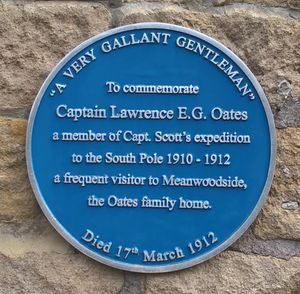 "A VERY GALLANT GENTLEMAN"
To commemorate
Captain Lawrence E.G. Oates
a member of Capt. Scott's expedition
to the South Pole 1910 - 1912
a frequent visitor to Meanwoodside,
the Oates family home.
Died 17th March 1912